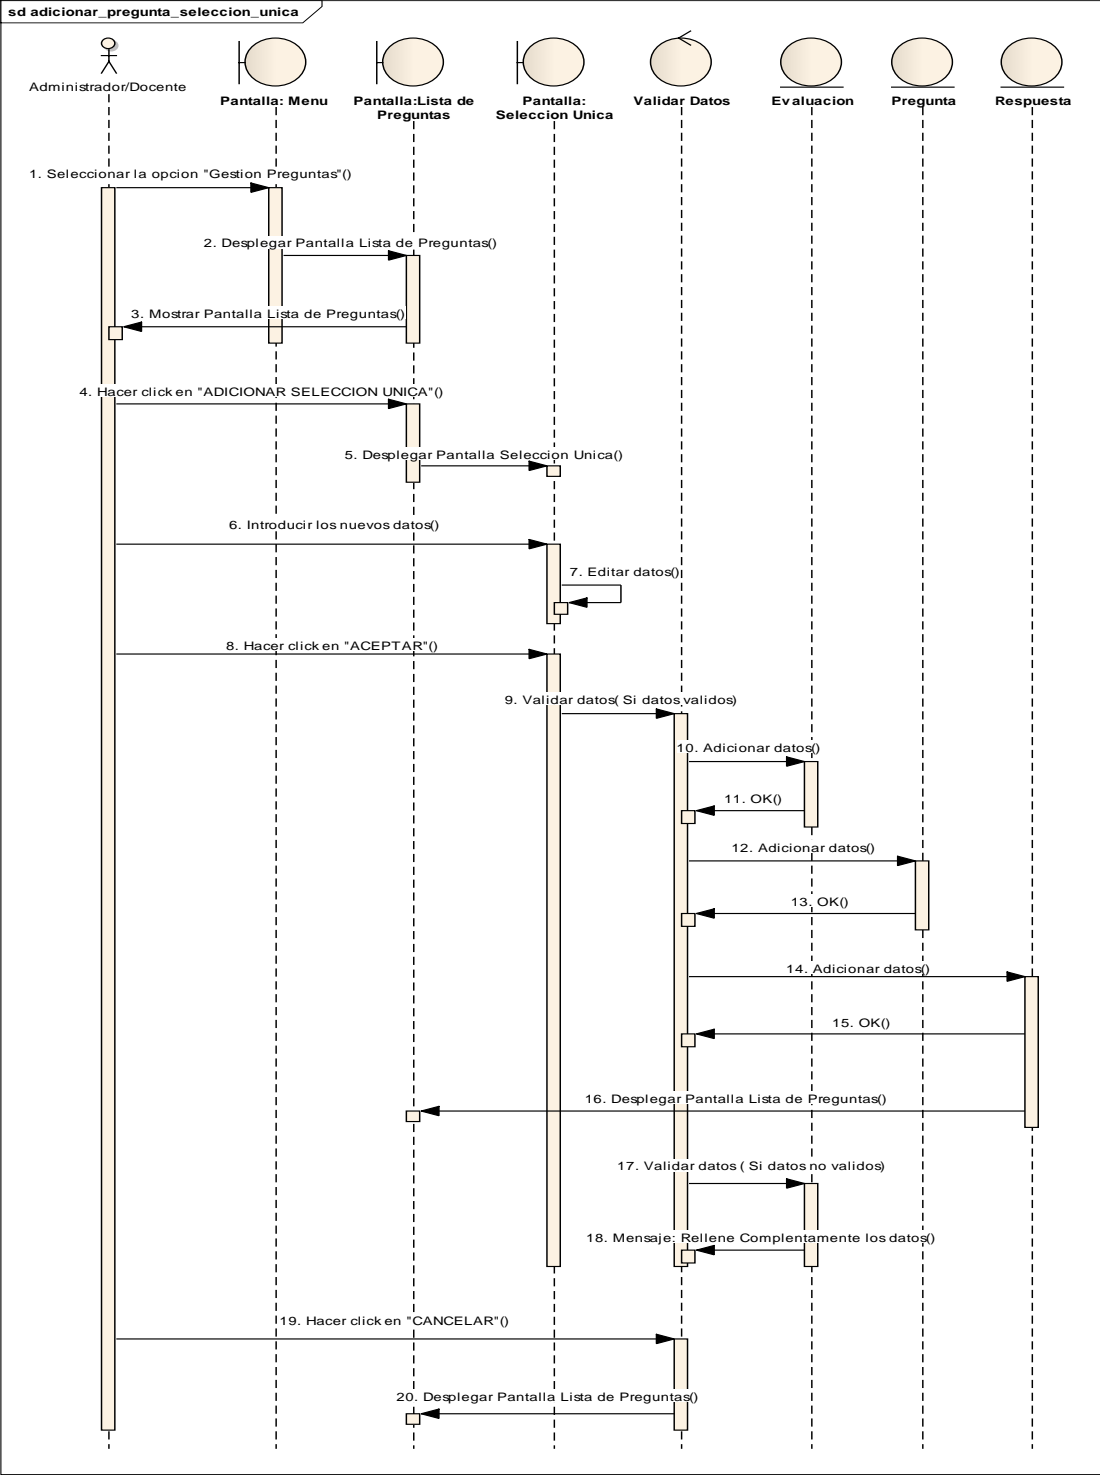 sd adicionar_pregunta_seleccion_unica
Administrador/Docente
Pantalla: Menu
Pantalla:Lista de
Preguntas
Pantalla:
Seleccion Unica
Validar Datos
Evaluacion
Pregunta
Respuesta
1. Seleccionar la opcion "Gestion Preguntas"()
2. Desplegar Pantalla Lista de Preguntas()
3. Mostrar Pantalla Lista de Preguntas()
4. Hacer click en "ADICIONAR SELECCION UNICA"()
5. Desplegar Pantalla Seleccion Unica()
6. Introducir los nuevos datos()
7. Editar datos()
8. Hacer click en "ACEPTAR"()
9. Validar datos( Si datos validos)
10. Adicionar datos()
11. OK()
12. Adicionar datos()
13. OK()
14. Adicionar datos()
15. OK()
16. Desplegar Pantalla Lista de Preguntas()
17. Validar datos ( Si datos no validos)
18. Mensaje: Rellene Complentamente los datos()
19. Hacer click en "CANCELAR"()
20. Desplegar Pantalla Lista de Preguntas()